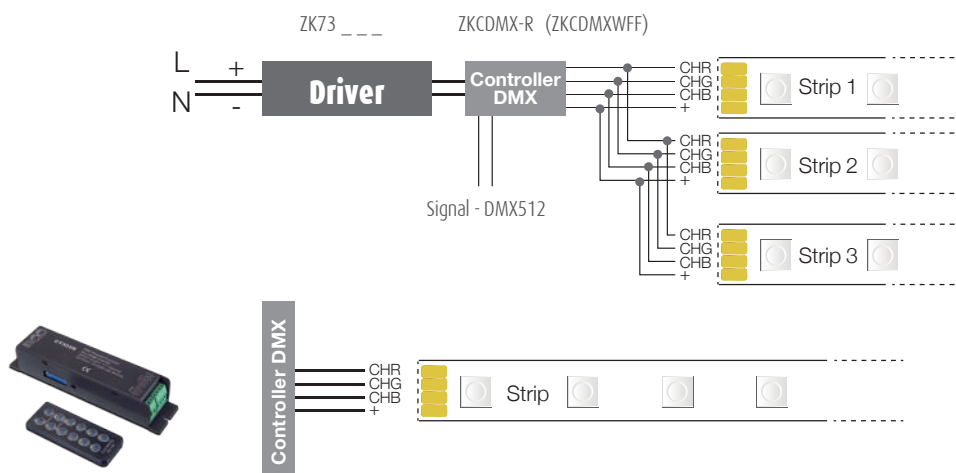 ZK73 _ _ _ ZKCDMX-R (ZKCDMXWFF)
L + Driver Controller DMX
N -
CHR
CHG
CHB
+
Strip 1
CHR
CHG
CHB
+
Strip 2
Signal - DMX512
CHR
CHG
CHB
+
Strip 3
Controller DMX
CHR
CHG
CHB
+
Strip